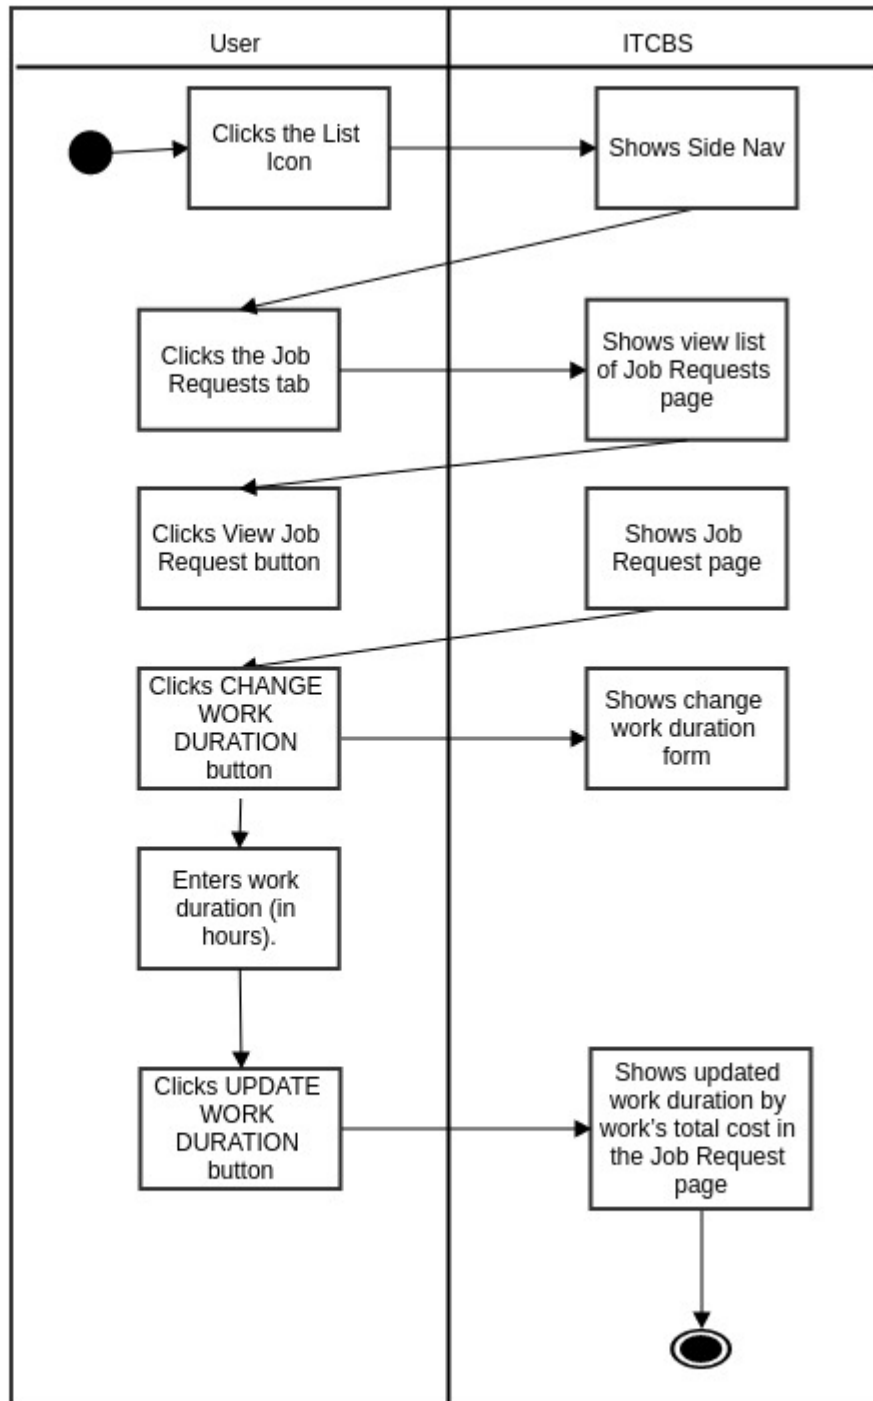 User
ITCBS
Clicks the List
Icon
Shows Side Nav
Clicks the Job
Requests tab
Shows view list
of Job Requests
page
Clicks View Job
Request button
Shows Job
Request page
Clicks CHANGE
WORK
DURATION
button
Shows change
work duration
form
Enters work
duration (in
hours).
Clicks UPDATE
WORK
DURATION
button
Shows updated
work duration by
work's total cost in
the Job Request
page